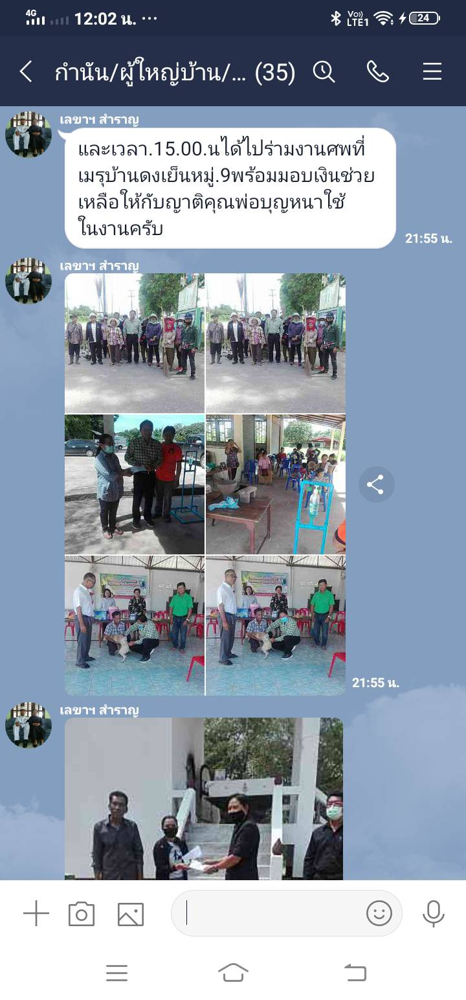 4G
12:02 น. ...
Vo))
LTE1
24
กำนัน/ผู้ใหญ่บ้าน/... (35)
เลขาฯ สำราญ
และเวลา.15.00.นได้ไปร่ามงานศพที่
เมรุบ้านดงเย็นหมู่.9พร้อมมอบเงินช่วย
เหลือให้กับญาติคุณพ่อบุญหนาใช้
ในงานครับ
21:55 น.
เลขาฯ สำราญ
21:55 น.
เลขาฯ สำราญ